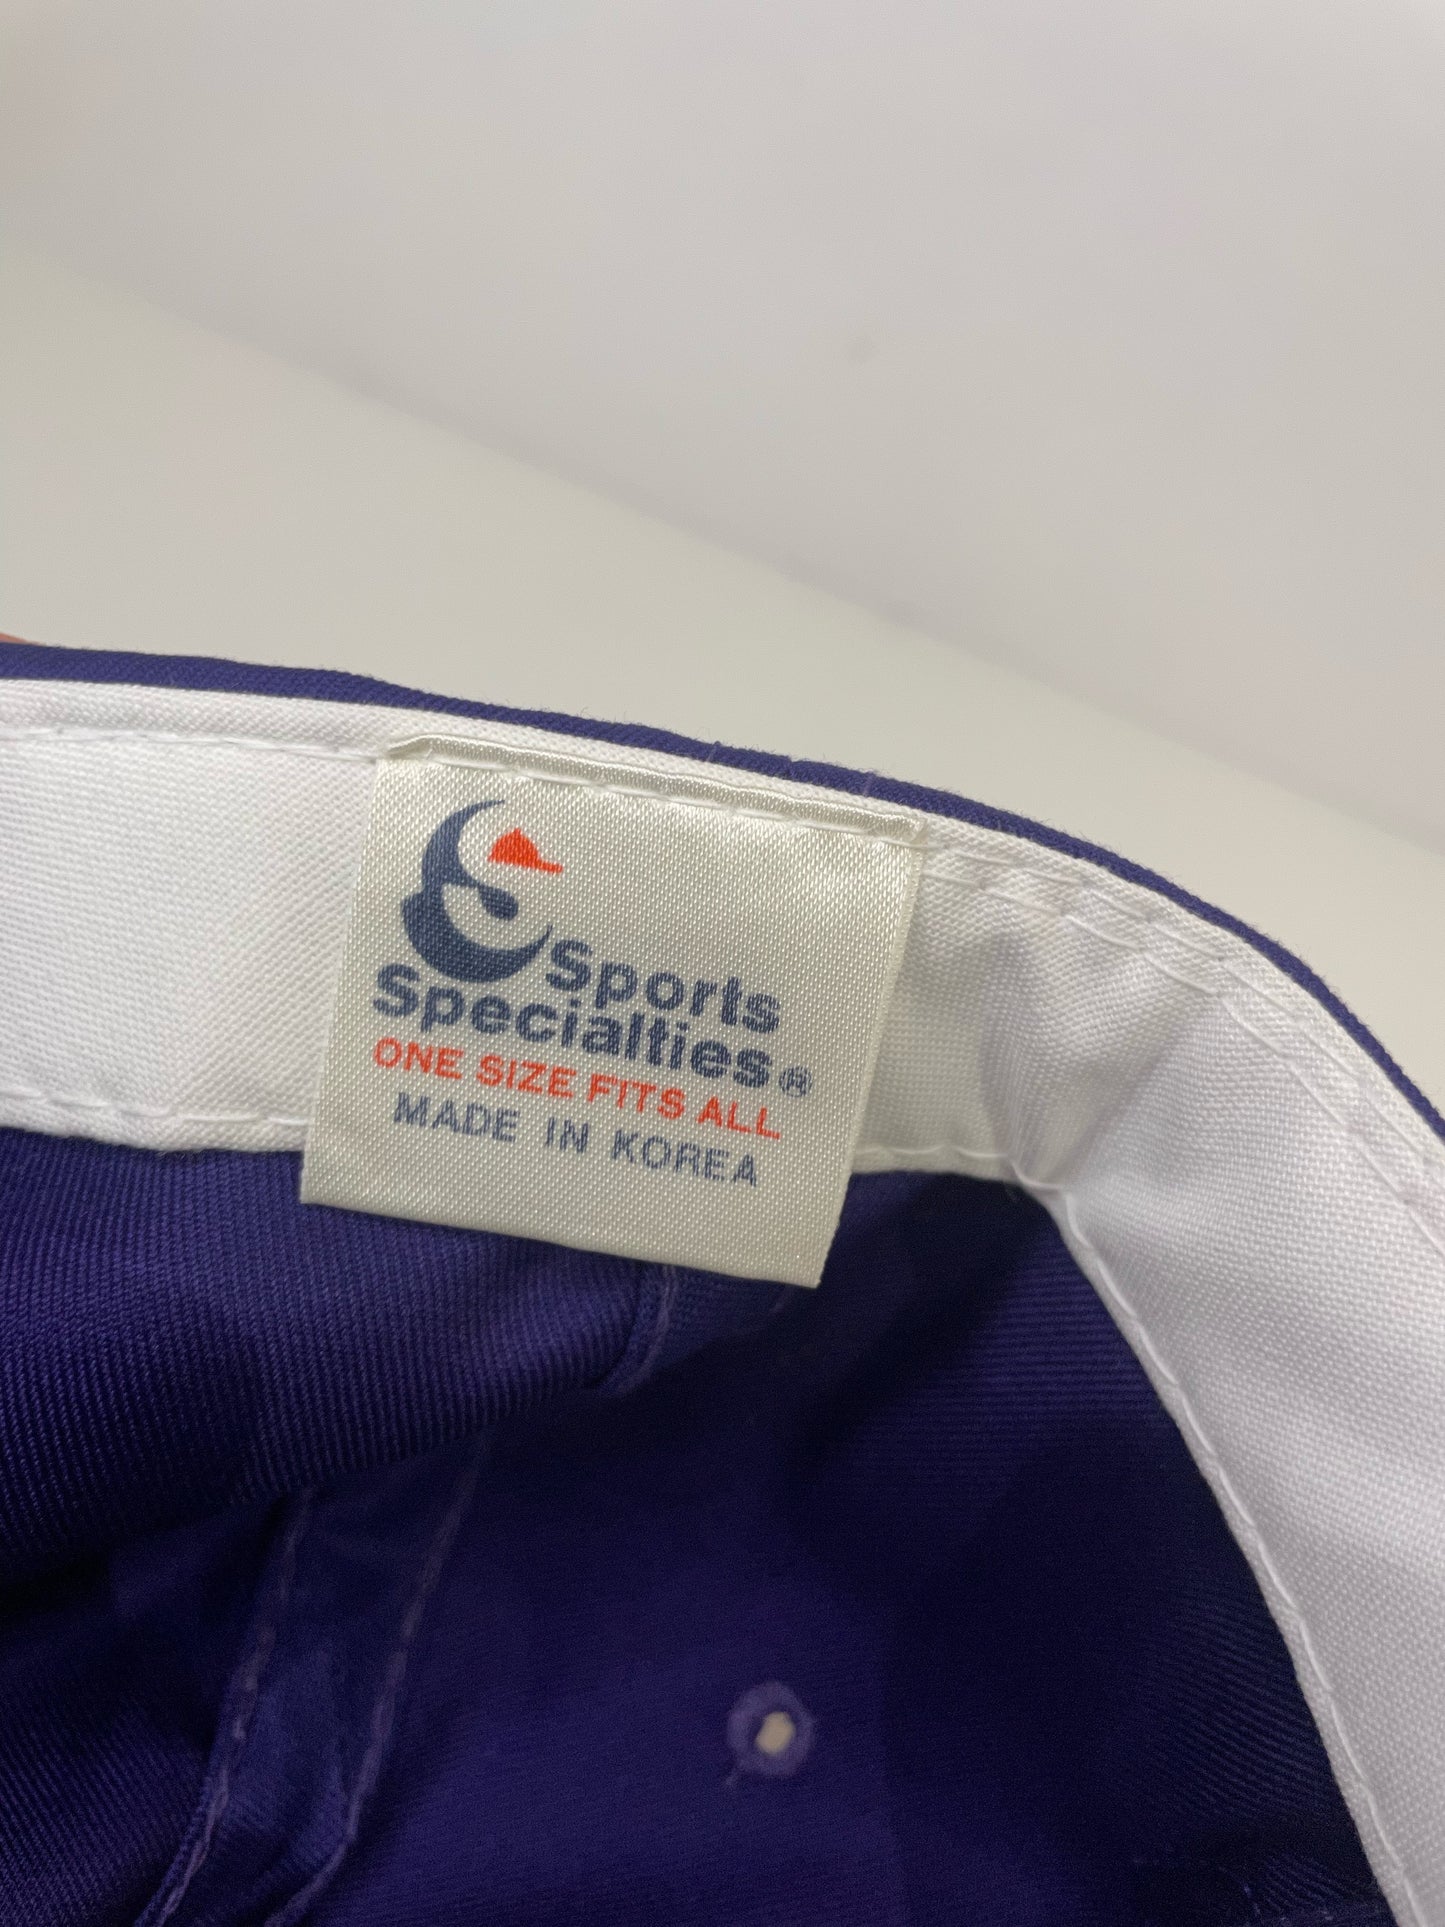 Sports
Specialties®
ONE SIZE FITS ALL
MADE IN KOREA